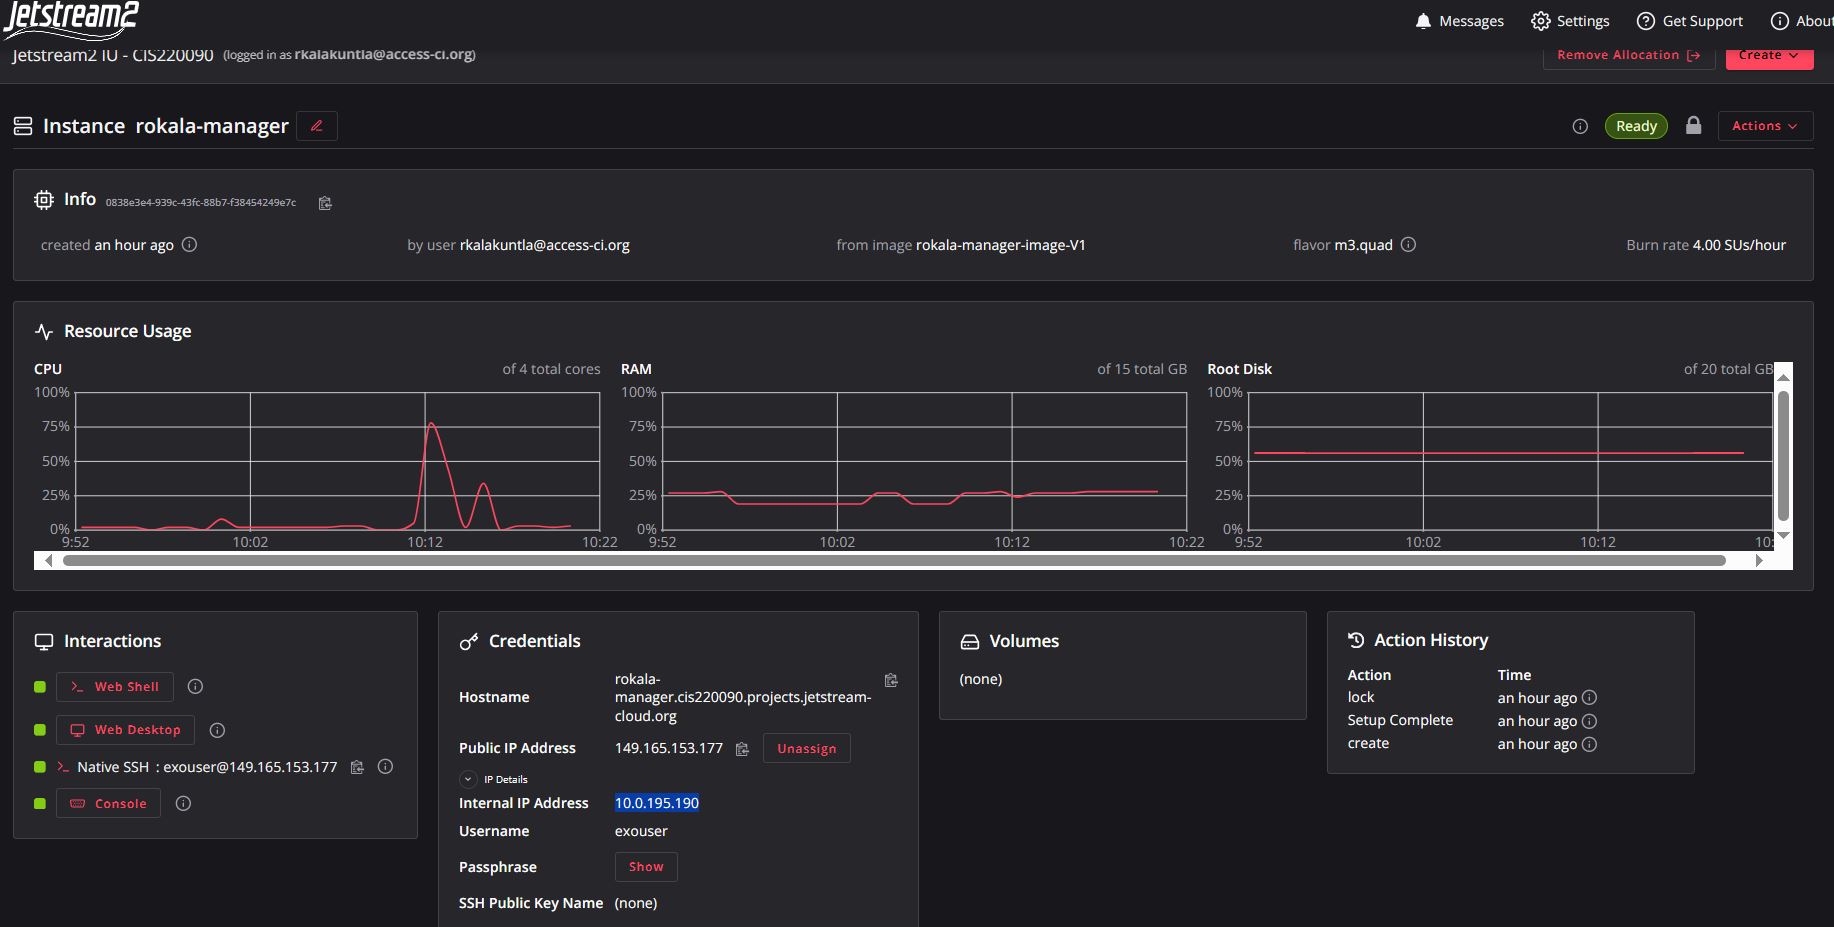 Jetstream2
Messages Settings Get Support About
Jetstream2 IU - CIS220090 (logged in as rkalakuntla@access-ci.org)
Remove Allocation Create
Instance rokala-manager
Ready Actions
Info 0838e3e4-939c-43fc-88b7-f38454249e7c
created an hour ago by user rkalakuntla@access-ci.org from image rokala-manager-image-V1 flavor m3.quad Burn rate 4.00 SUs/hour
Resource Usage
CPU of 4 total cores
100%
75%
50%
25%
0%
9:52 10:02 10:12 10:22
RAM of 15 total GB
100%
75%
50%
25%
0%
9:52 10:02 10:12 10:22
Root Disk of 20 total GB
100%
75%
50%
25%
0%
9:52 10:02 10:12 10:
Interactions
Web Shell
Web Desktop
Native SSH : exouser@149.165.153.177
Console
Credentials
Hostname
rokala-
manager.cis220090.projects.jetstream-
cloud.org
Public IP Address 149.165.153.177 Unassign
IP Details
Internal IP Address 10.0.195.190
Username exouser
Passphrase Show
SSH Public Key Name (none)
Volumes
(none)
Action History
Action Time
lock an hour ago
Setup Complete an hour ago
create an hour ago